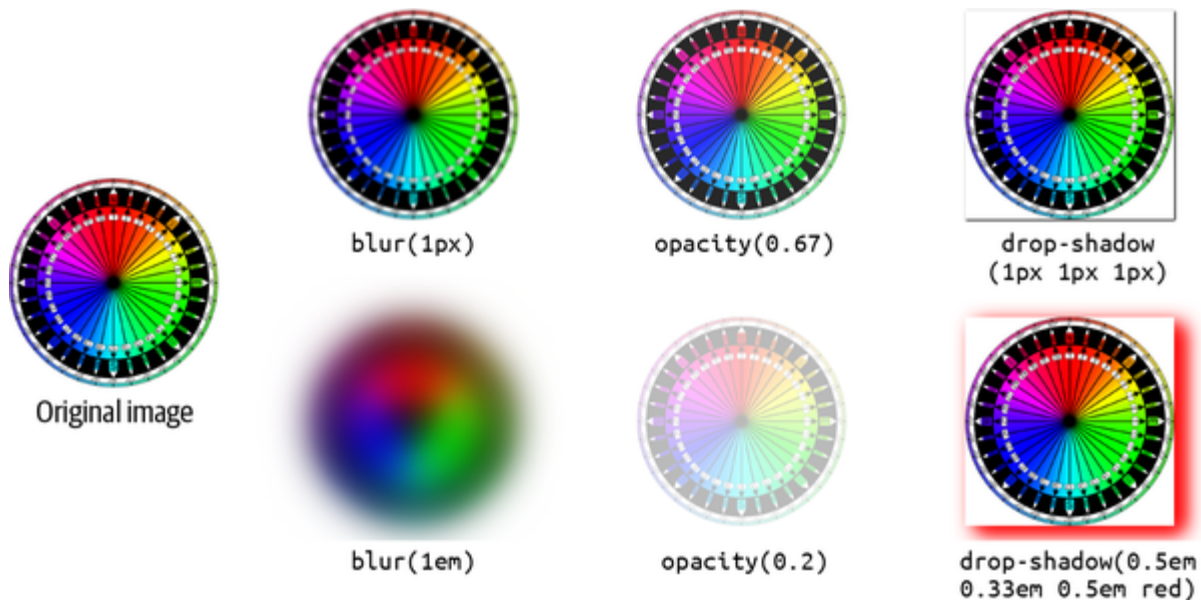 blur(1px)
opacity(0.67)
drop-shadow
(1px 1px 1px)
Original image
blur(1em)
opacity(0.2)
drop-shadow(0.5em
0.33em 0.5em red)